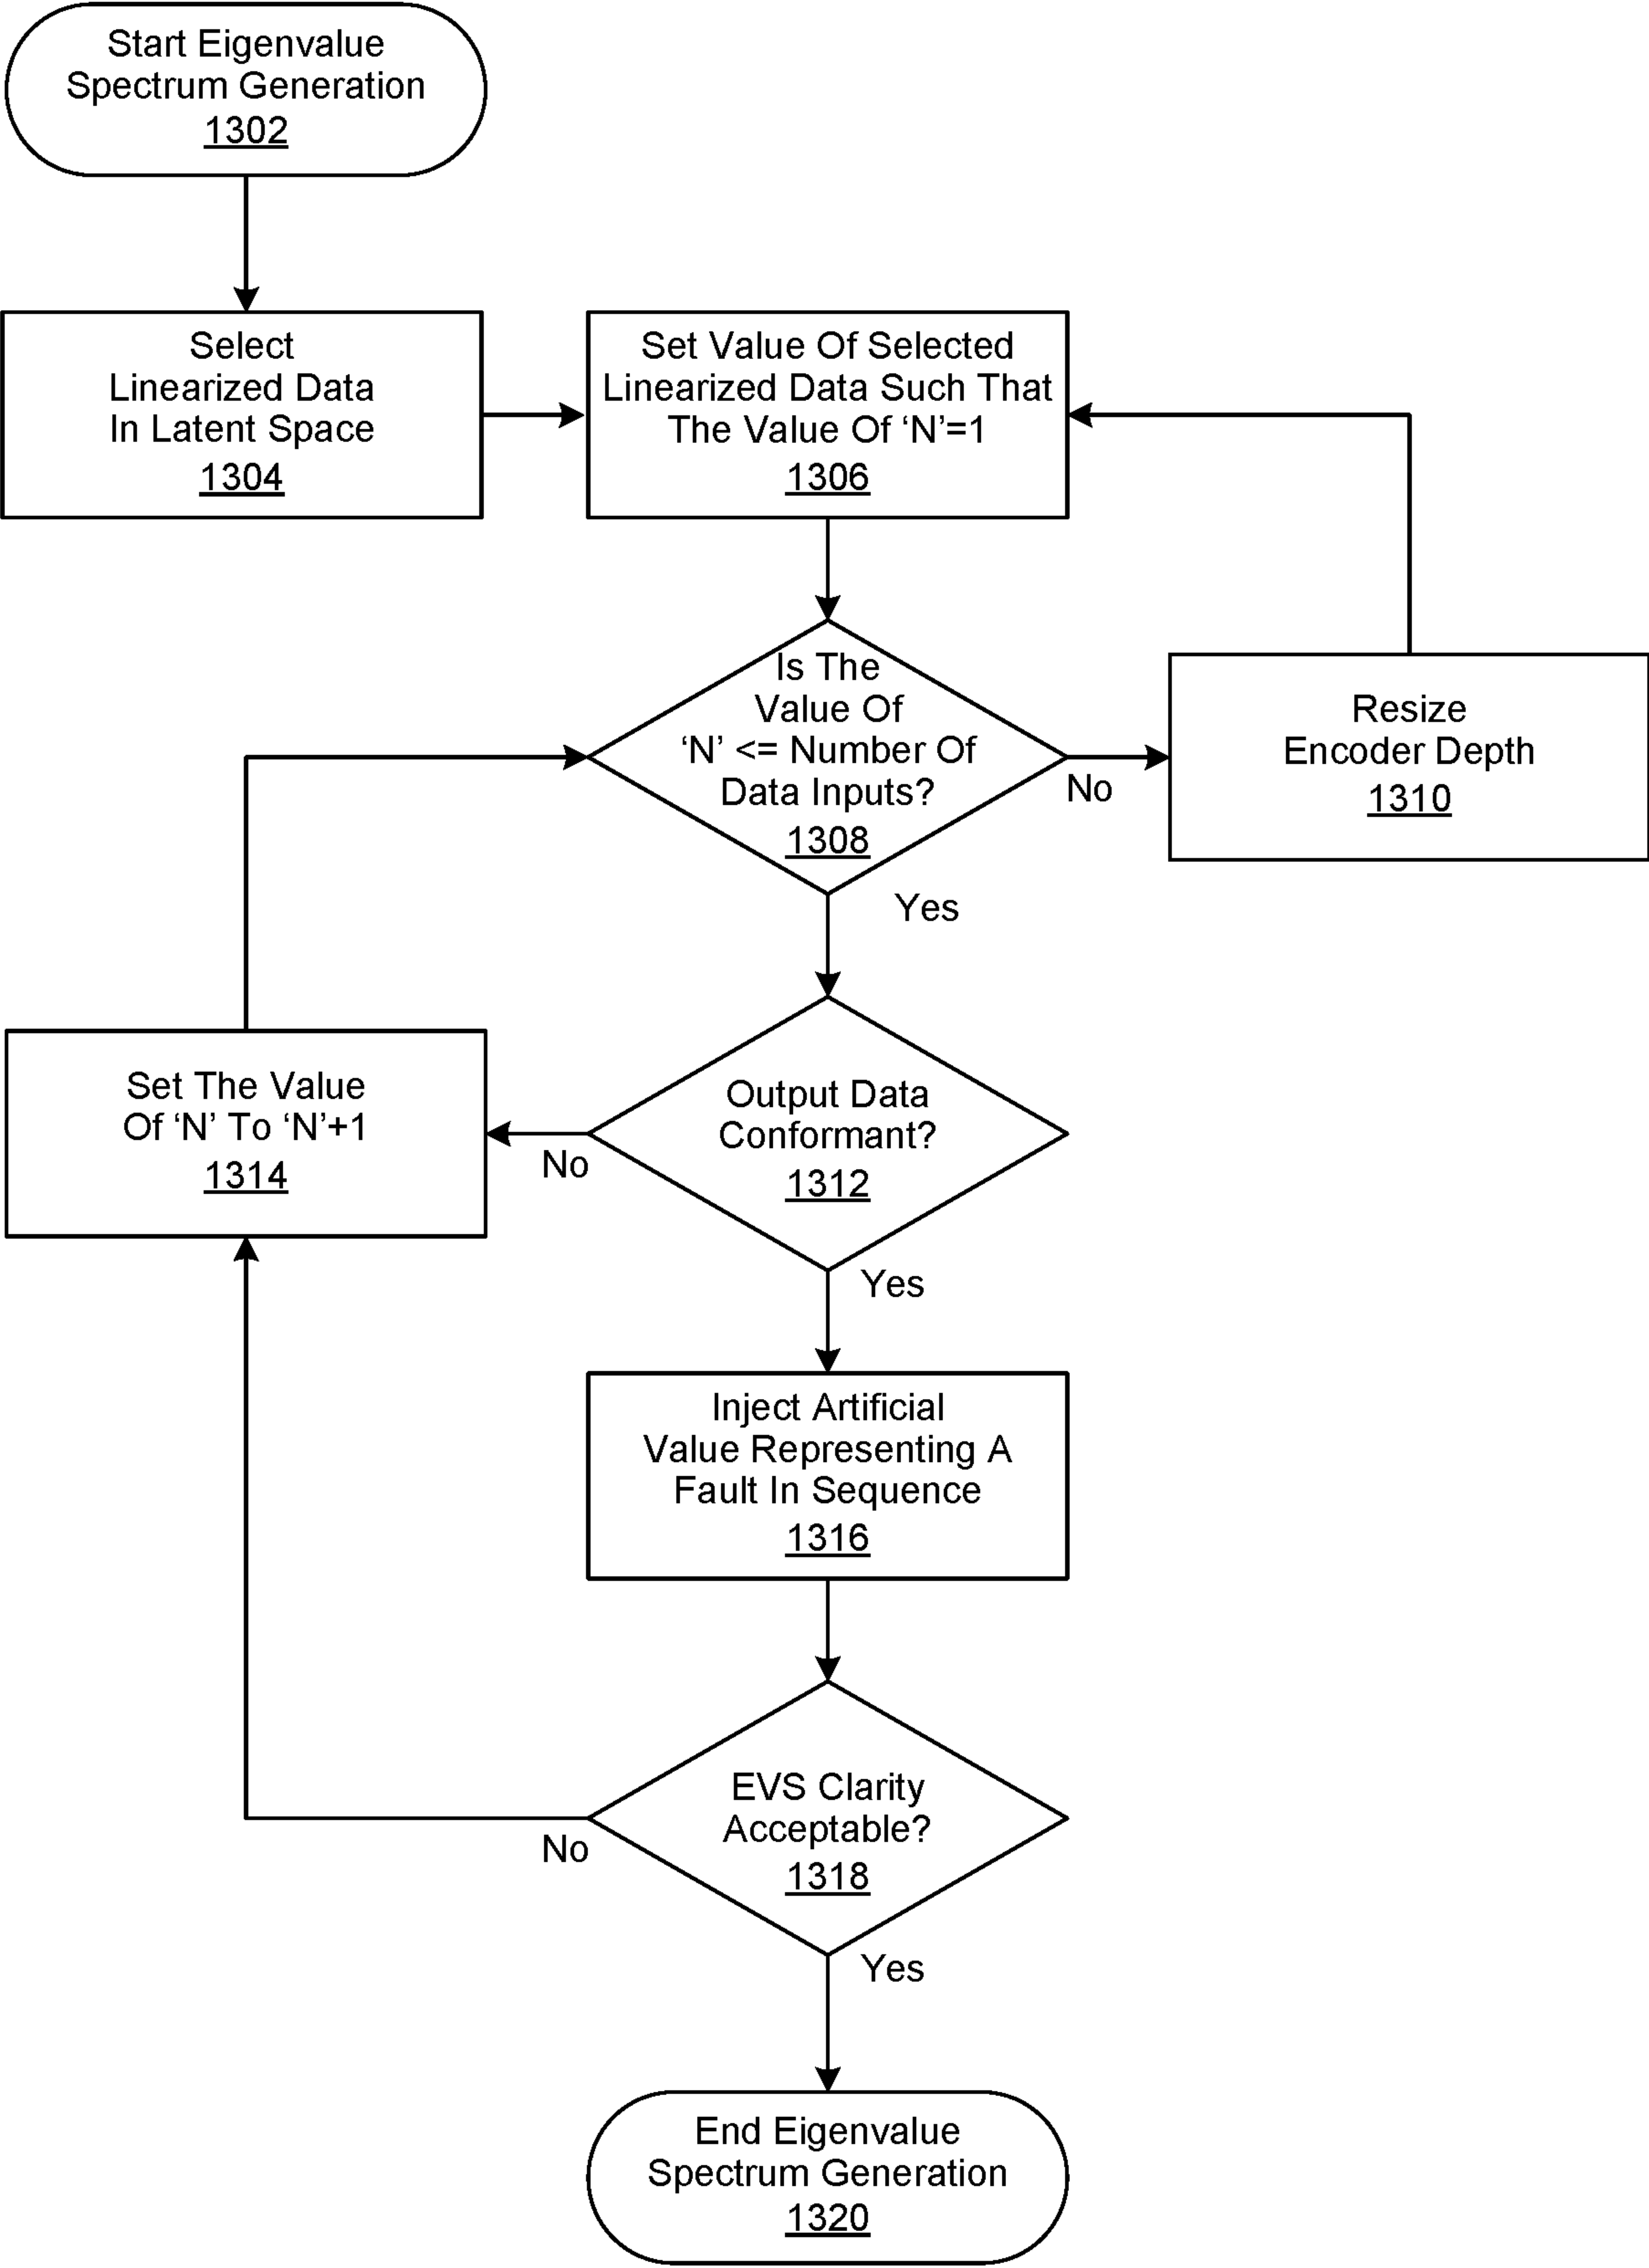 Start Eigenvalue
Spectrum Generation
1302
Select
Linearized Data
In Latent Space
1304
Set Value Of Selected
Linearized Data Such That
The Value Of ‘N’=1
1306
Is The
Value Of
‘N’ <= Number Of
Data Inputs?
1308
No
Resize
Encoder Depth
1310
Yes
Set The Value
Of ‘N’ To ‘N’+1
1314
No
Output Data
Conformant?
1312
Yes
Inject Artificial
Value Representing A
Fault In Sequence
1316
EVS Clarity
Acceptable?
1318
No
Yes
End Eigenvalue
Spectrum Generation
1320